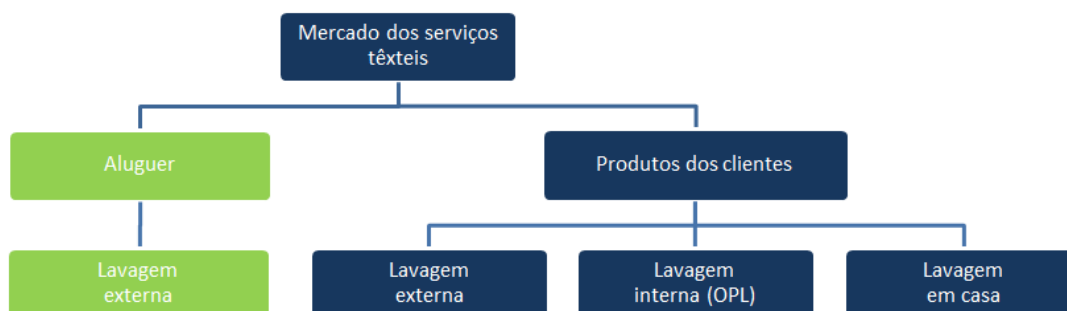 Mercado dos serviços
têxteis
Aluguer
Produtos dos clientes
Lavagem
externa
Lavagem
externa
Lavagem
interna (OPL)
Lavagem
em casa